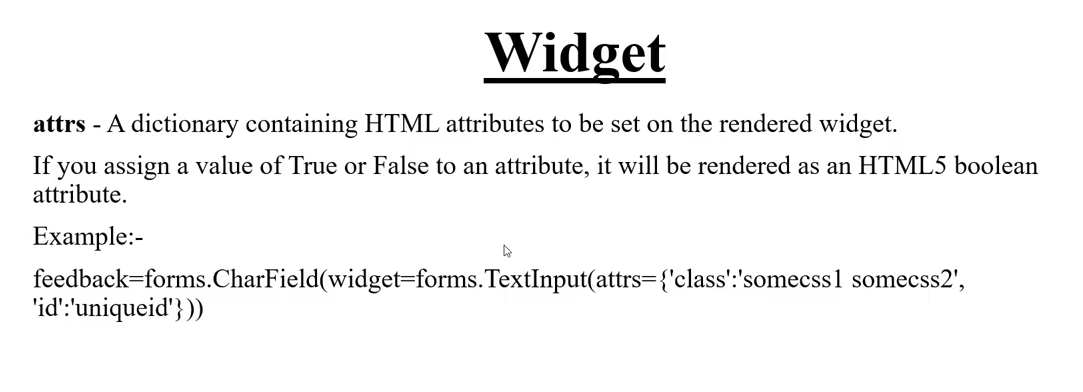 Widget
attrs - A dictionary containing HTML attributes to be set on the rendered widget.
If you assign a value of True or False to an attribute, it will be rendered as an HTML5 boolean
attribute.
Example:-
feedback=forms.CharField(widget=forms.TextInput(attrs={'class':'somecss1 somecss2',
'id':'uniqueid'}))